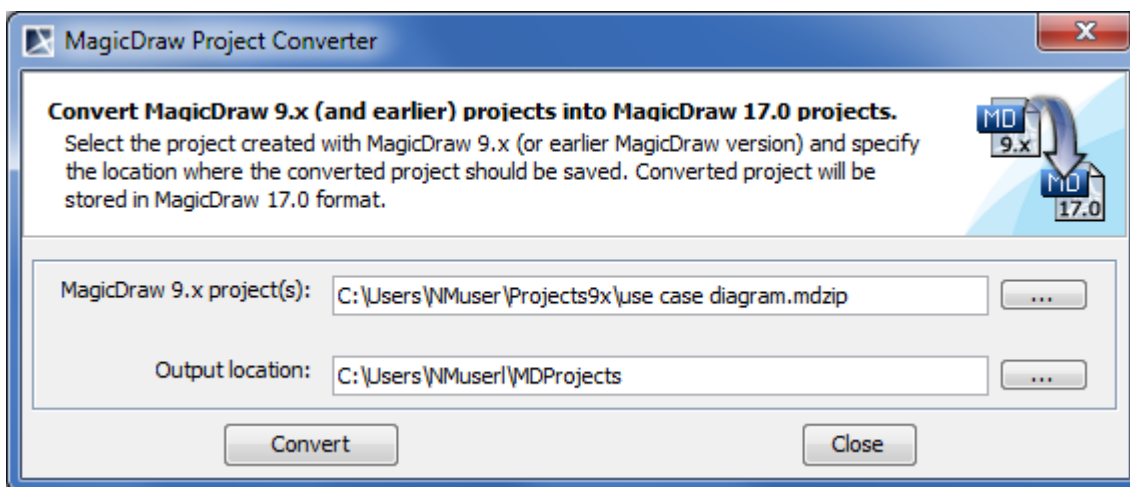 MagicDraw Project Converter
Convert MagicDraw 9.x (and earlier) projects into MagicDraw 17.0 projects.
Select the project created with MagicDraw 9.x (or earlier MagicDraw version) and specify
the location where the converted project should be saved. Converted project will be
stored in MagicDraw 17.0 format.
MD
9.x
MD
17.0
MagicDraw 9.x project(s): C:\Users\NMuser\Projects9x\use case diagram.mdzip ...
Output location: C:\Users\NMuserl\MDProjects ...
Convert Close